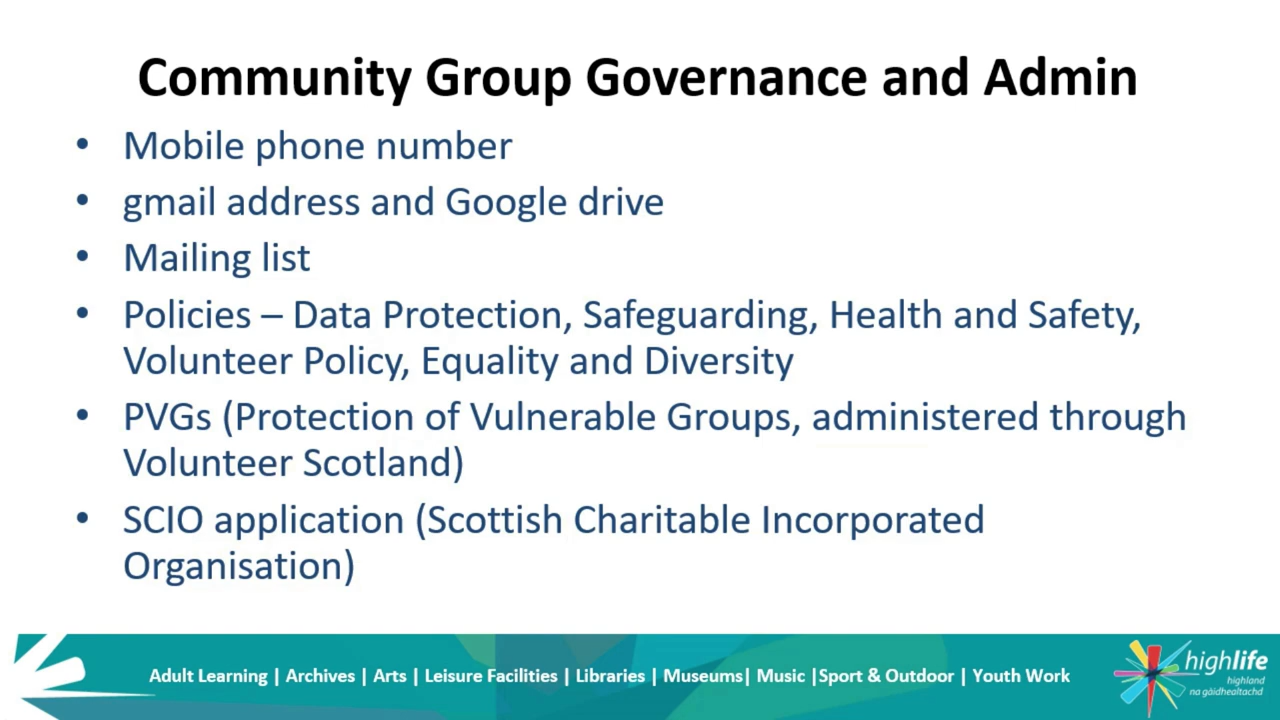 Community Group Governance and Admin
• Mobile phone number
• gmail address and Google drive
• Mailing list
• Policies – Data Protection, Safeguarding, Health and Safety,
Volunteer Policy, Equality and Diversity
• PVGs (Protection of Vulnerable Groups, administered through
Volunteer Scotland)
• SCIO application (Scottish Charitable Incorporated
Organisation)
Adult Learning | Archives | Arts | Leisure Facilities | Libraries | Museums| Music |Sport & Outdoor | Youth Work
highlife
highland
na gàidhealtachd